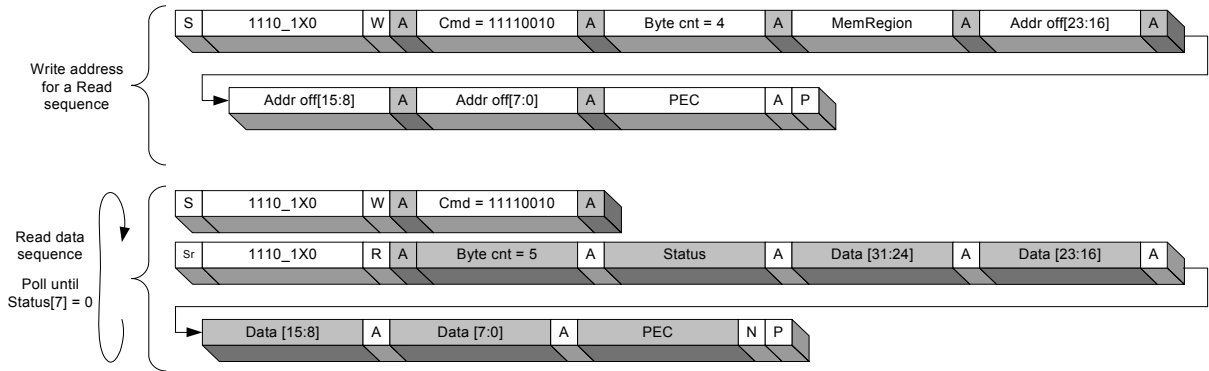 S 1110_1X0 W A Cmd = 11110010 A Byte cnt = 4 A MemRegion A Addr off[23:16] A
Write address
for a Read
sequence
Addr off[15:8] A Addr off[7:0] A PEC A P
S 1110_1X0 W A Cmd = 11110010 A
Read data
sequence
Poll until
Status[7] = 0
Sr 1110_1X0 R A Byte cnt = 5 A Status A Data [31:24] A Data [23:16] A
Data [15:8] A Data [7:0] A PEC N P